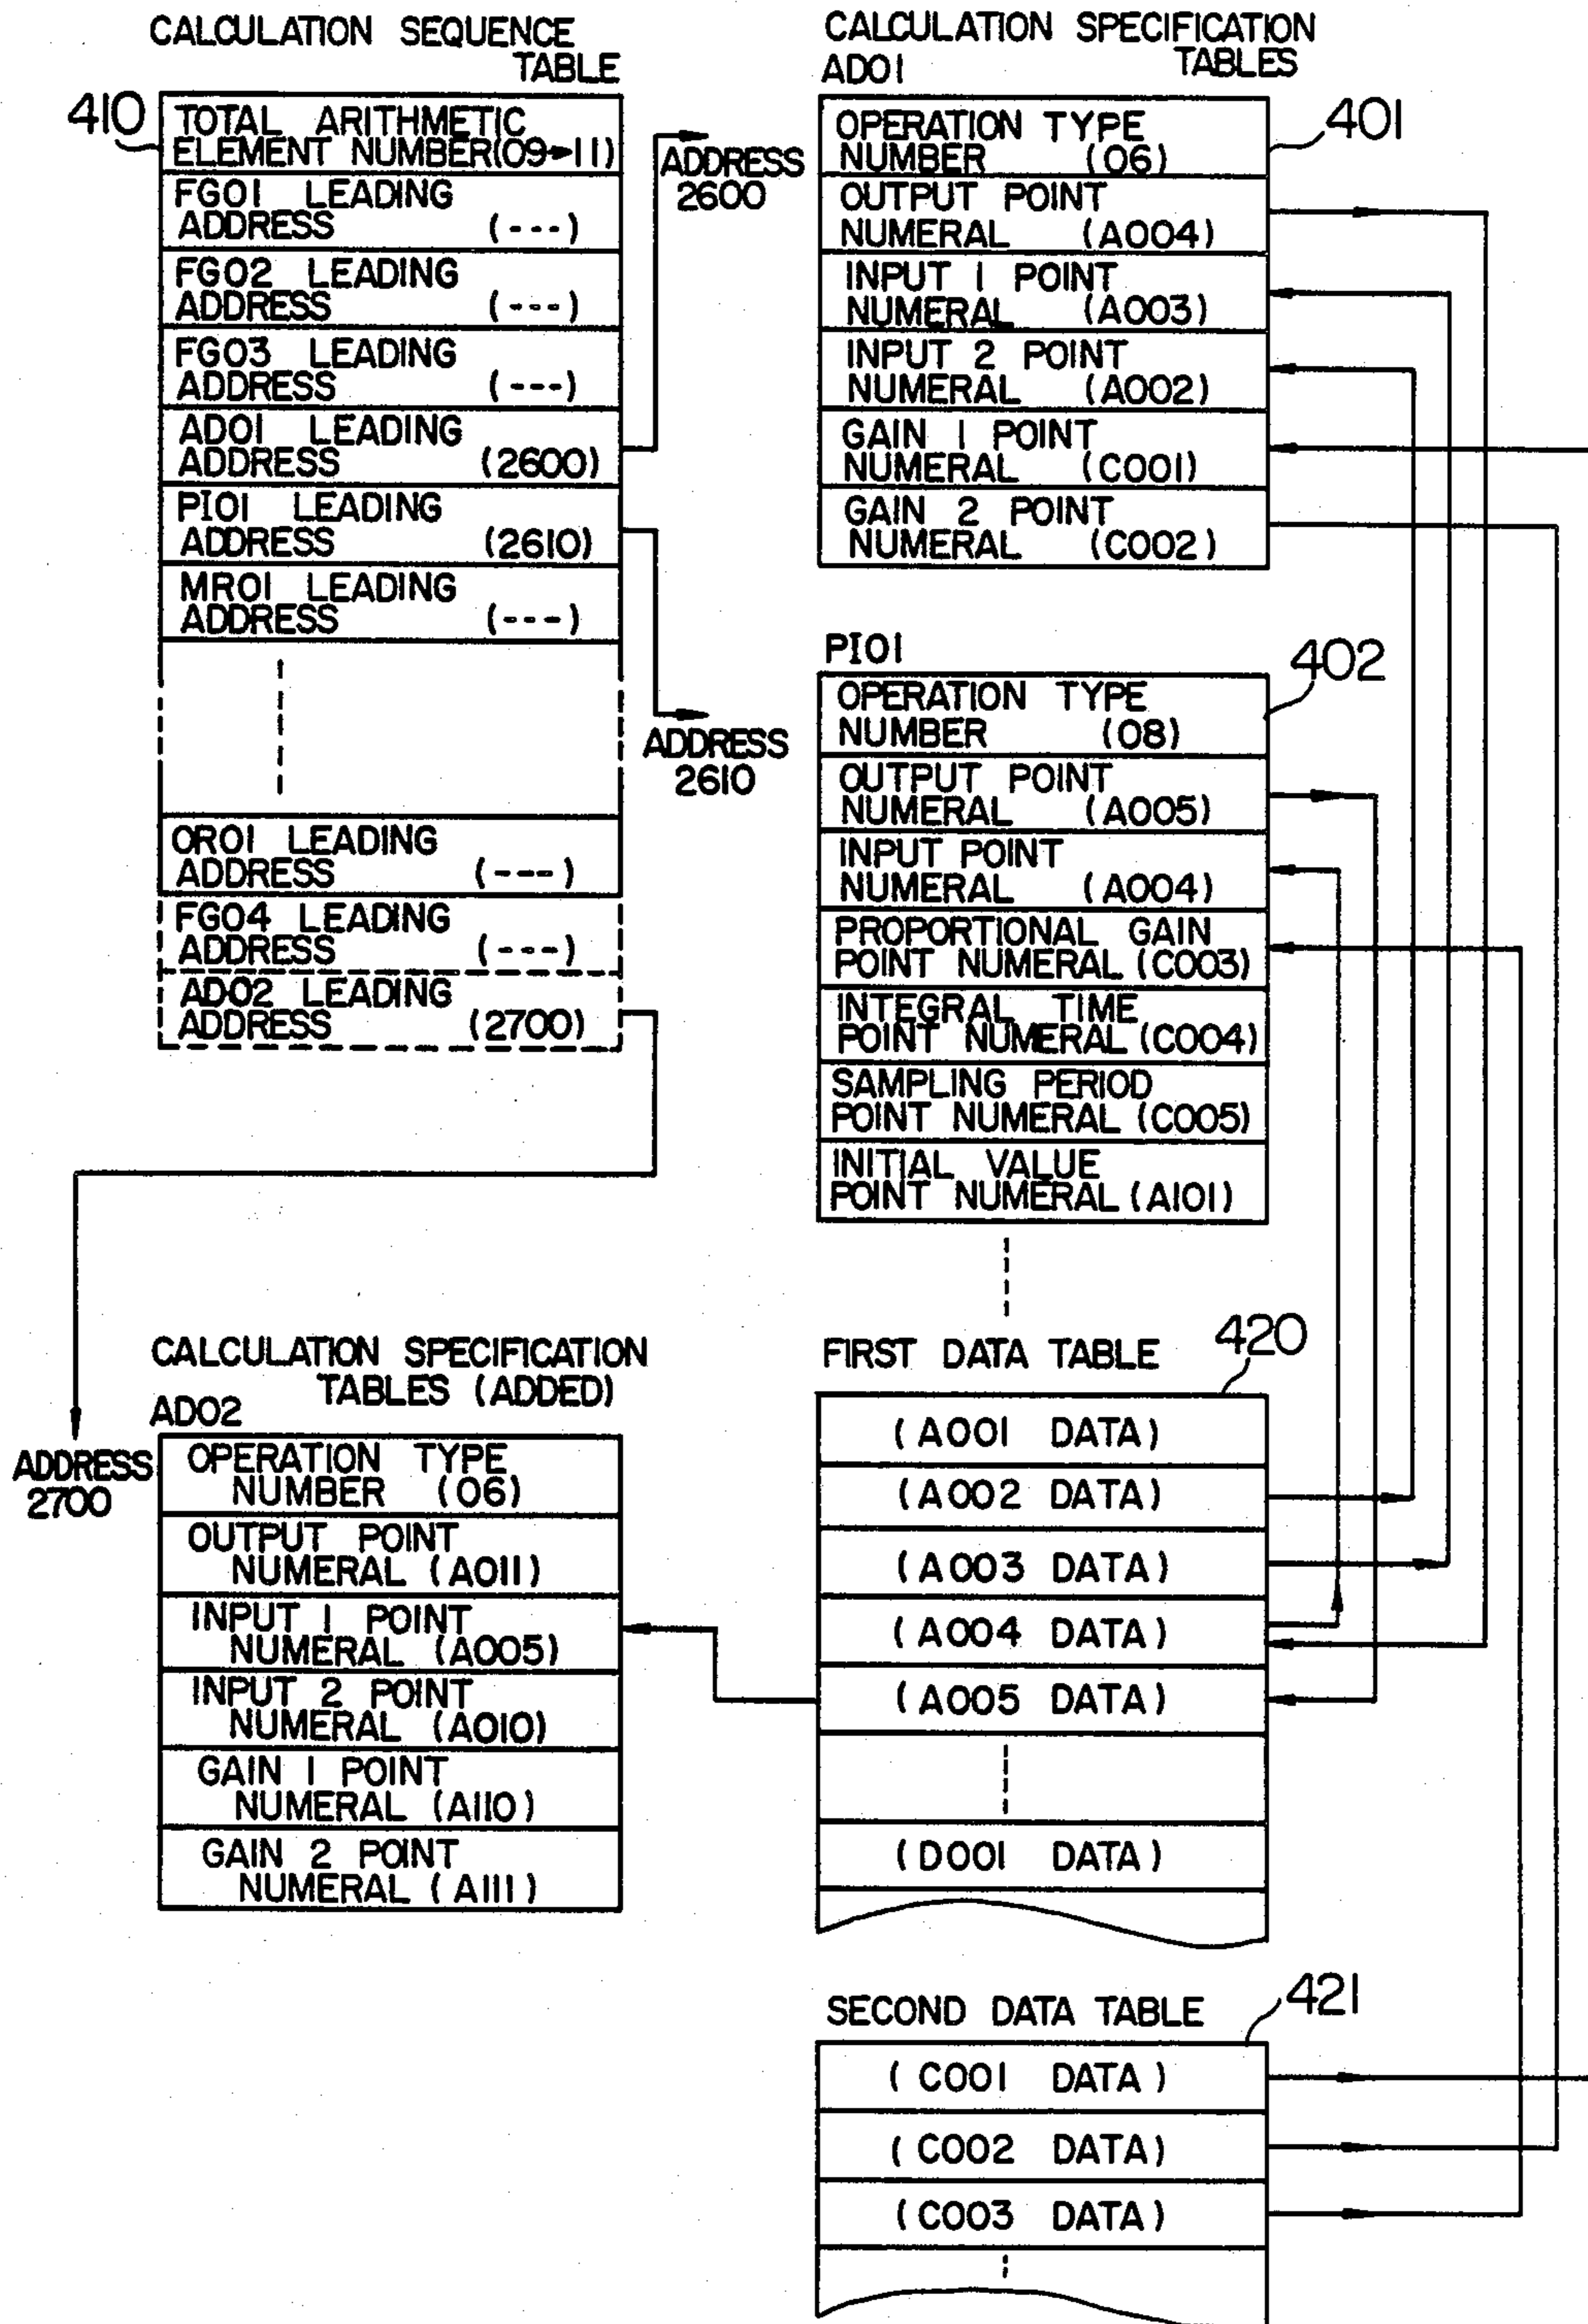 CALCULATION SEQUENCE
TABLE
410
TOTAL ARITHMETIC
ELEMENT NUMBER(09→11)
FG01 LEADING
ADDRESS (---)
FG02 LEADING
ADDRESS (---)
FG03 LEADING
ADDRESS (---)
AD01 LEADING
ADDRESS (2600)
PI01 LEADING
ADDRESS (2610)
MR01 LEADING
ADDRESS (---)
OR01 LEADING
ADDRESS (---)
FG04 LEADING
ADDRESS (---)
AD02 LEADING
ADDRESS (2700)
ADDRESS
2600
ADDRESS
2610
CALCULATION SPECIFICATION
TABLES
AD01
401
OPERATION TYPE
NUMBER (06)
OUTPUT POINT
NUMERAL (A004)
INPUT 1 POINT
NUMERAL (A003)
INPUT 2 POINT
NUMERAL (A002)
GAIN 1 POINT
NUMERAL (C001)
GAIN 2 POINT
NUMERAL (C002)
PI01
402
OPERATION TYPE
NUMBER (08)
OUTPUT POINT
NUMERAL (A005)
INPUT POINT
NUMERAL (A004)
PROPORTIONAL GAIN
POINT NUMERAL (C003)
INTEGRAL TIME
POINT NUMERAL (C004)
SAMPLING PERIOD
POINT NUMERAL (C005)
INITIAL VALUE
POINT NUMERAL (A101)
CALCULATION SPECIFICATION
TABLES (ADDED)
AD02
ADDRESS
2700
OPERATION TYPE
NUMBER (06)
OUTPUT POINT
NUMERAL (A011)
INPUT 1 POINT
NUMERAL (A005)
INPUT 2 POINT
NUMERAL (A010)
GAIN 1 POINT
NUMERAL (A110)
GAIN 2 POINT
NUMERAL (A111)
FIRST DATA TABLE
420
(A001 DATA)
(A002 DATA)
(A003 DATA)
(A004 DATA)
(A005 DATA)
(D001 DATA)
SECOND DATA TABLE
421
(C001 DATA)
(C002 DATA)
(C003 DATA)